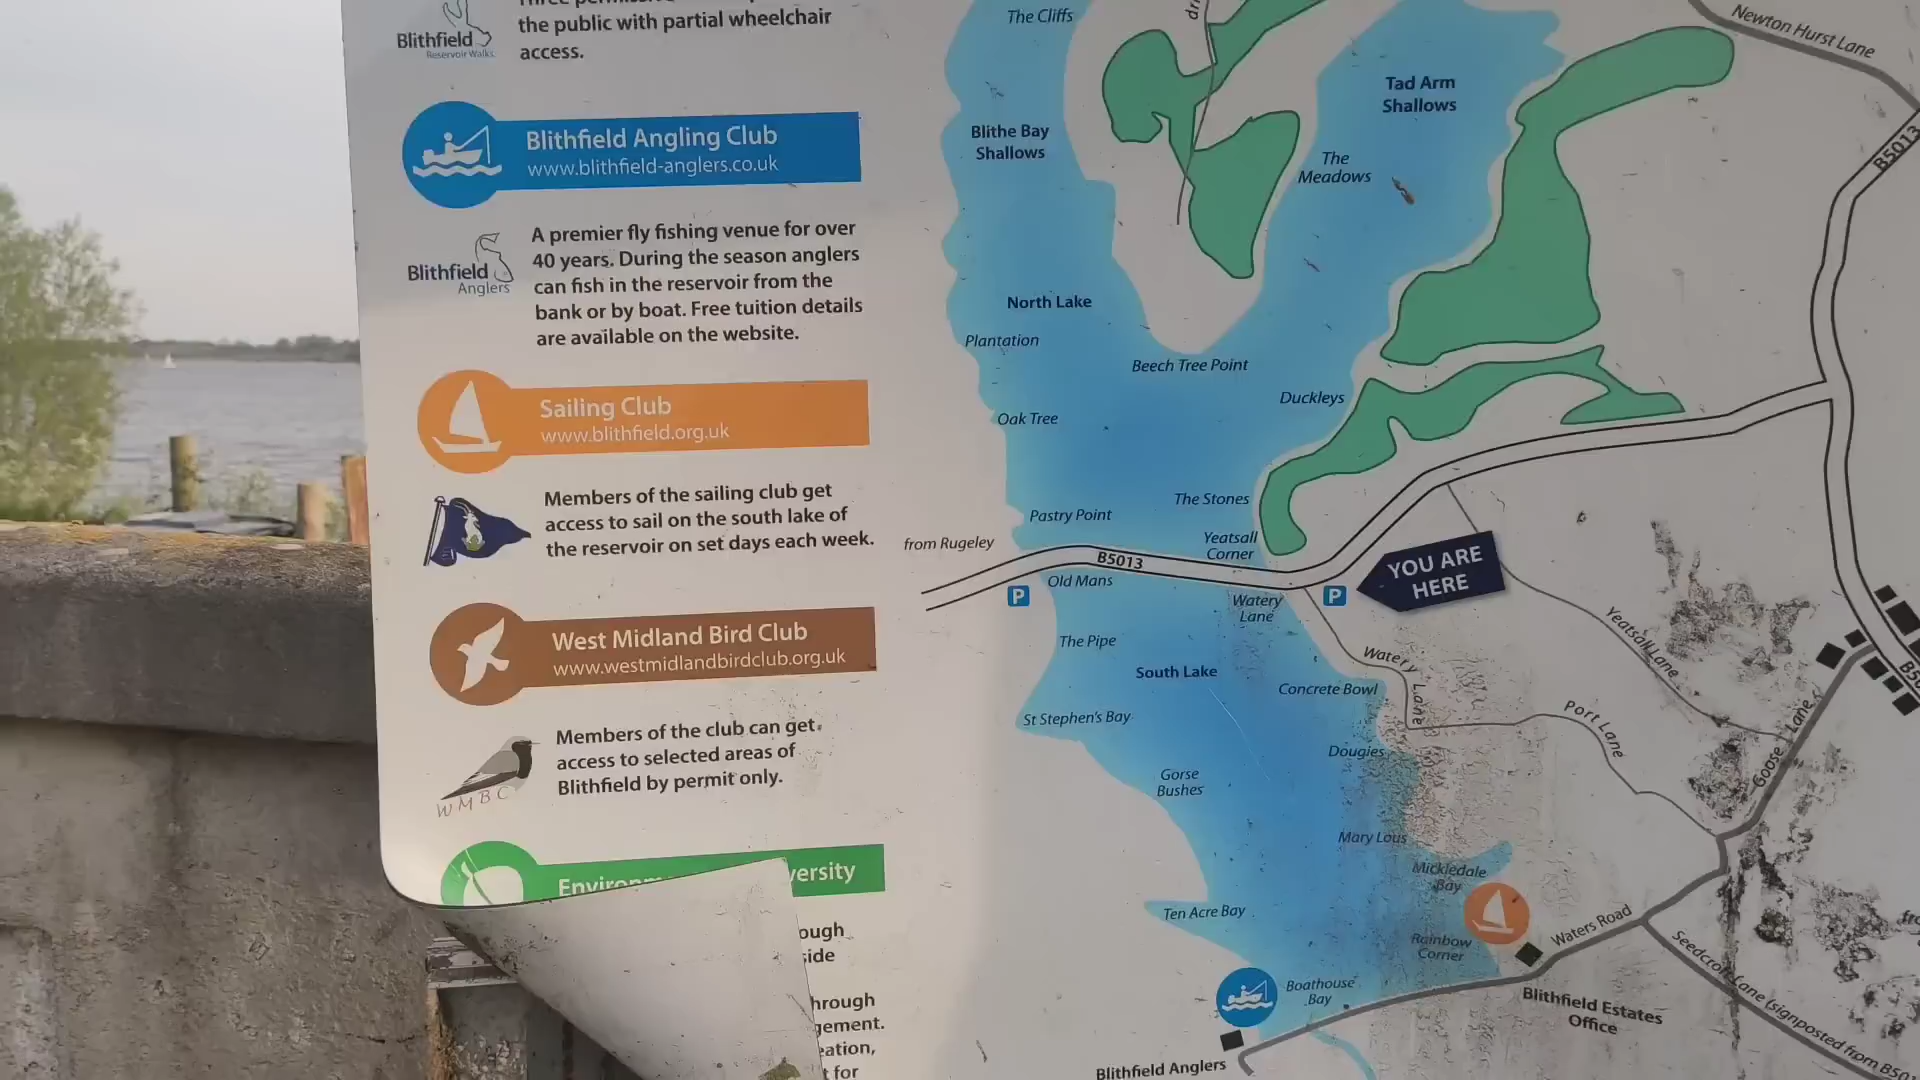 the public with partial wheelchair
access.
Blithfield
Reservoir Walks
Blithfield Angling Club
www.blithfield-anglers.co.uk
Blithfield
Anglers
A premier fly fishing venue for over
40 years. During the season anglers
can fish in the reservoir from the
bank or by boat. Free tuition details
are available on the website.
Sailing Club
www.blithfield.org.uk
Members of the sailing club get
access to sail on the south lake of
the reservoir on set days each week.
West Midland Bird Club
www.westmidlandbirdclub.org.uk
WMBC
Members of the club can get
access to selected areas of
Blithfield by permit only.
The Cliffs
Newton Hurst Lane
Tad Arm
Shallows
Blithe Bay
Shallows
B5013
The
Meadows
North Lake
Plantation
Beech Tree Point
Duckleys
Oak Tree
The Stones
Pastry Point
Yeatsall
Corner
from Rugeley
B5013
YOU ARE
HERE
P
Old Mans
P
Watery
Lane
The Pipe
Watery Lane
Yeatsall Lane
South Lake
Concrete Bowl
St Stephen's Bay
Port Lane
Goose Lane
Dougies
Gorse
Bushes
Mary Lous
Mickledale
Bay
Ten Acre Bay
Rainbow
Corner
Waters Road
Boathouse
Bay
Blithfield Estates
Office
Seedcroft Lane (signposted from B501
Blithfield Anglers